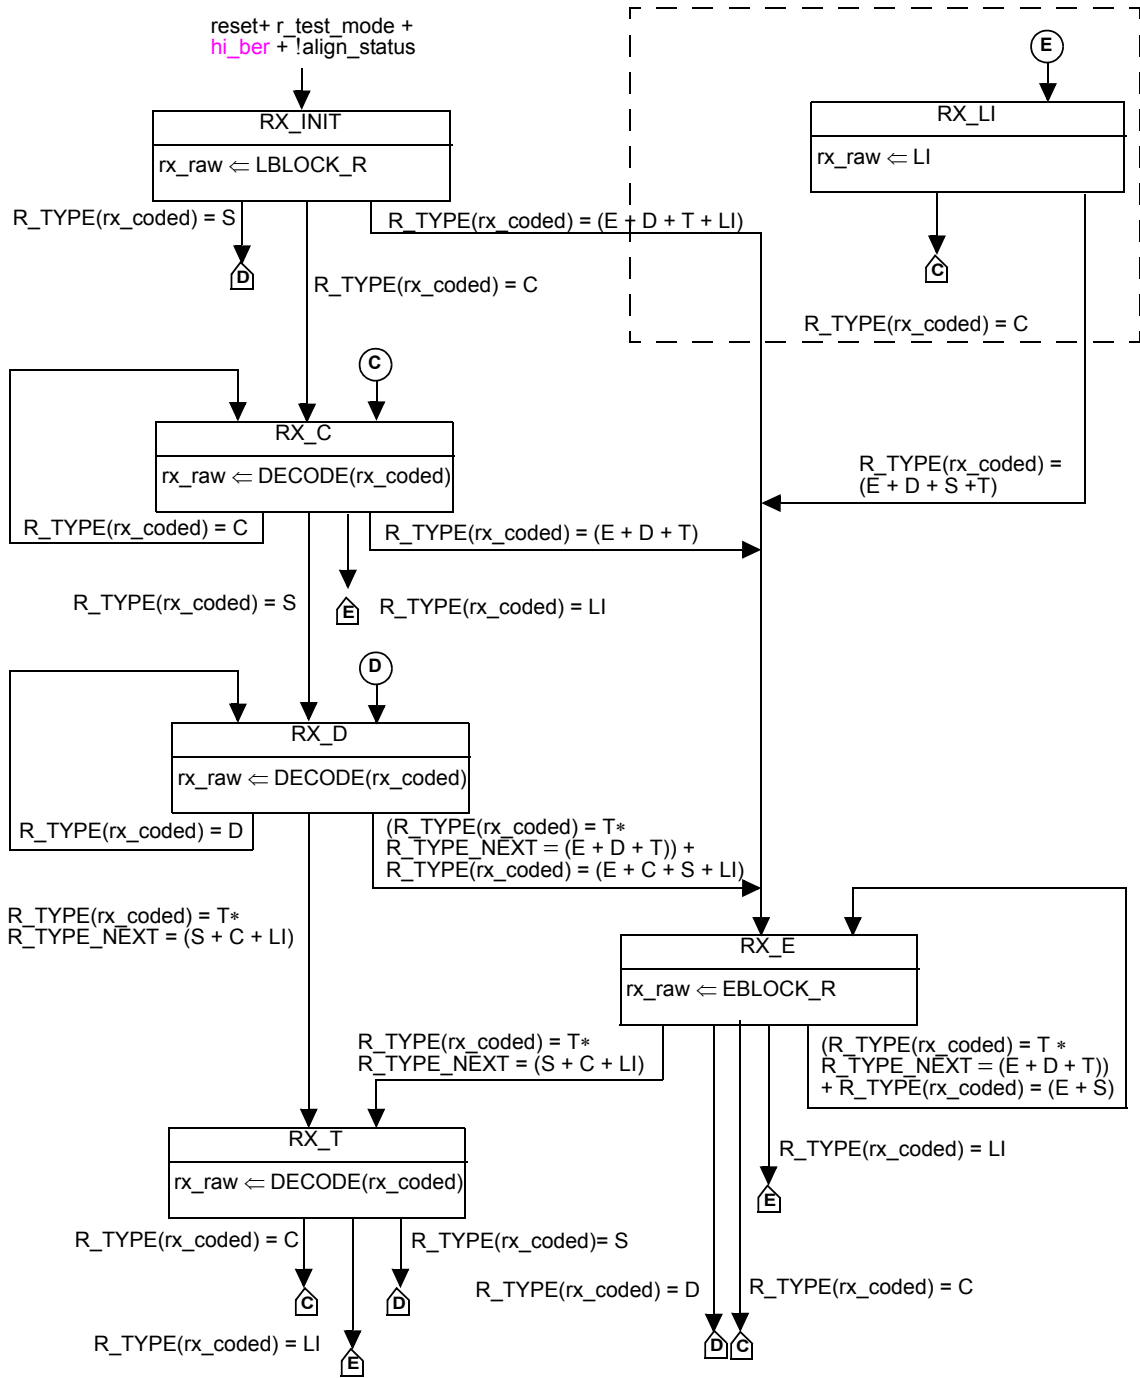 reset+ r_test_mode +
hi_ber + !align_status
RX_INIT
rx_raw ⇐ LBLOCK_R
R_TYPE(rx_coded) = S
D
R_TYPE(rx_coded) = C
R_TYPE(rx_coded) = (E + D + T + LI)
E
RX_LI
rx_raw ⇐ LI
C
R_TYPE(rx_coded) = C
R_TYPE(rx_coded) =
(E + D + S +T)
C
RX_C
rx_raw ⇐ DECODE(rx_coded)
R_TYPE(rx_coded) = C
R_TYPE(rx_coded) = (E + D + T)
R_TYPE(rx_coded) = S
E
R_TYPE(rx_coded) = LI
D
RX_D
rx_raw ⇐ DECODE(rx_coded)
R_TYPE(rx_coded) = D
(R_TYPE(rx_coded) = T∗
R_TYPE_NEXT = (E + D + T)) +
R_TYPE(rx_coded) = (E + C + S + LI)
R_TYPE(rx_coded) = T∗
R_TYPE_NEXT = (S + C + LI)
RX_E
rx_raw ⇐ EBLOCK_R
R_TYPE(rx_coded) = T∗
R_TYPE_NEXT = (S + C + LI)
(R_TYPE(rx_coded) = T ∗
R_TYPE_NEXT = (E + D + T))
+ R_TYPE(rx_coded) = (E + S)
RX_T
rx_raw ⇐ DECODE(rx_coded)
R_TYPE(rx_coded) = LI
E
R_TYPE(rx_coded) = C
R_TYPE(rx_coded)= S
C
D
R_TYPE(rx_coded) = D
R_TYPE(rx_coded) = C
D
C
R_TYPE(rx_coded) = LI
E